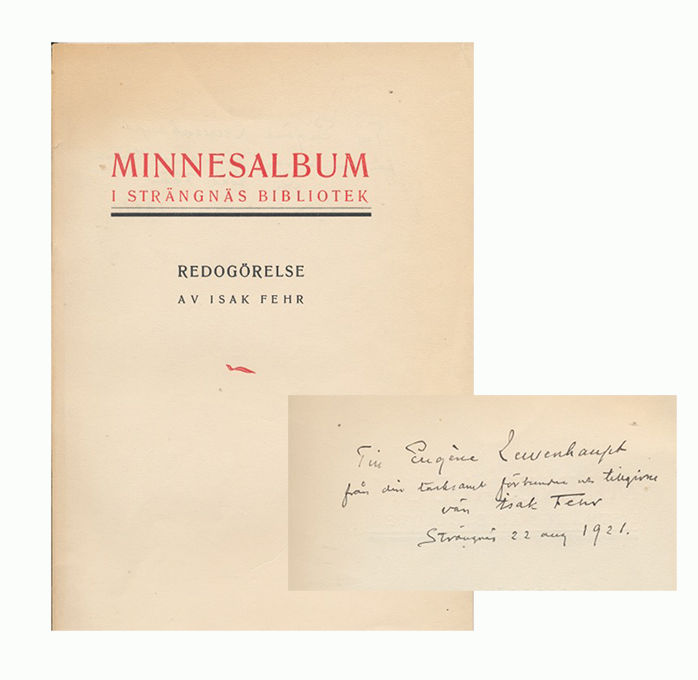 MINNESALBUM
I STRÄNGNÄS BIBLIOTEK
REDOGÖRELSE
AV ISAK FEHR
Till Eugène Lewenhaupt
från din tacksamt förbundne och tillgivne
vän Isak Fehr
Strängnäs 22 aug 1921.